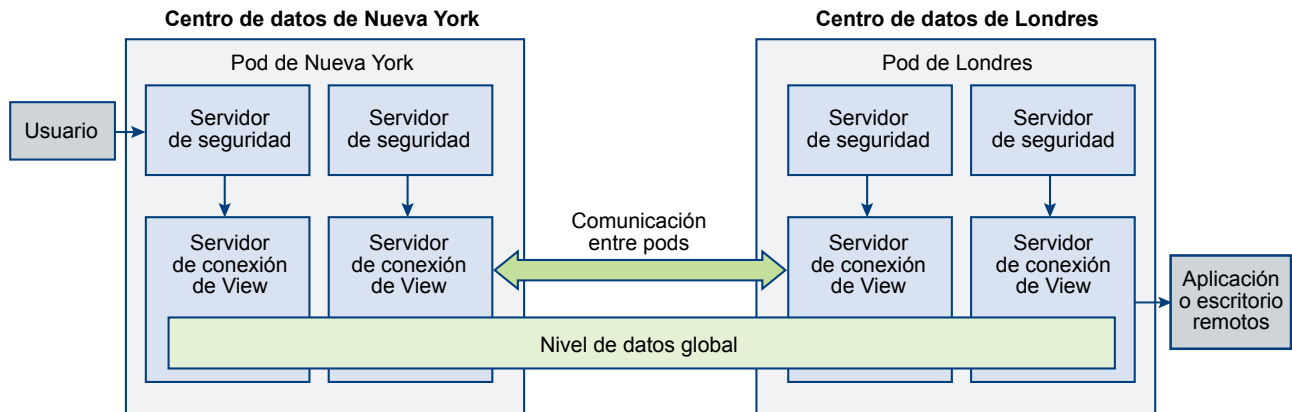 Centro de datos de Nueva York
Pod de Nueva York
Usuario
Servidor
de seguridad
Servidor
de seguridad
Servidor
de conexión
de View
Servidor
de conexión
de View
Comunicación
entre pods
Centro de datos de Londres
Pod de Londres
Servidor
de seguridad
Servidor
de seguridad
Servidor
de conexión
de View
Servidor
de conexión
de View
Aplicación
o escritorio
remotos
Nivel de datos global